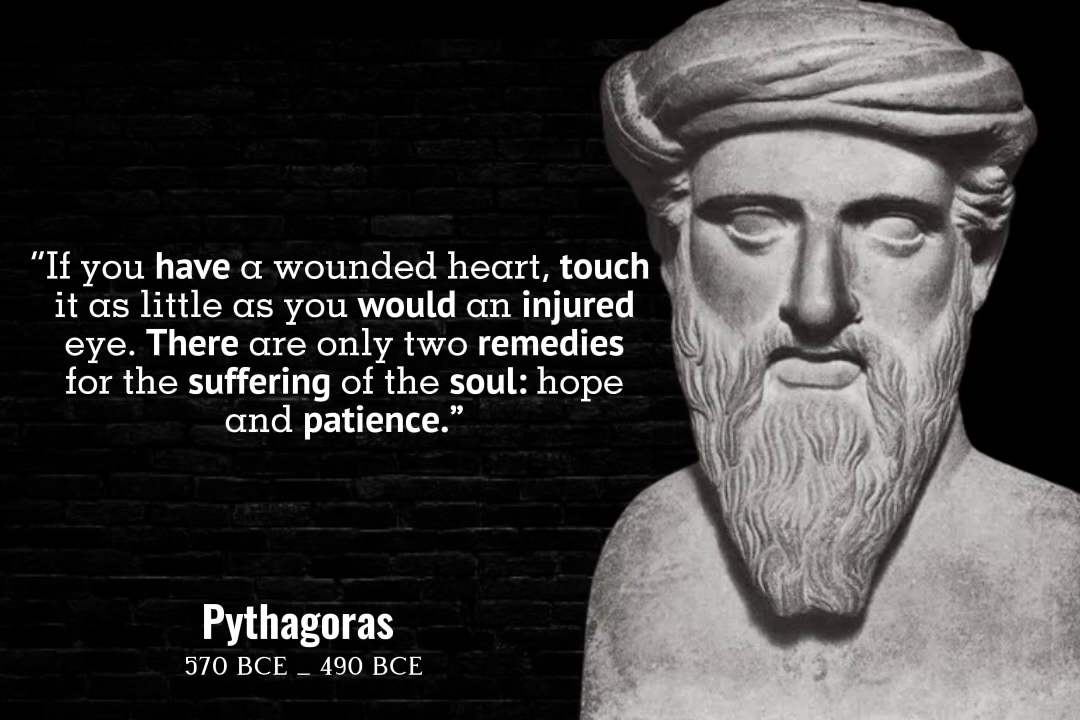 “If you have a wounded heart, touch
it as little as you would an injured
eye. There are only two remedies
for the suffering of the soul: hope
and patience.”
Pythagoras
570 BCE _ 490 BCE